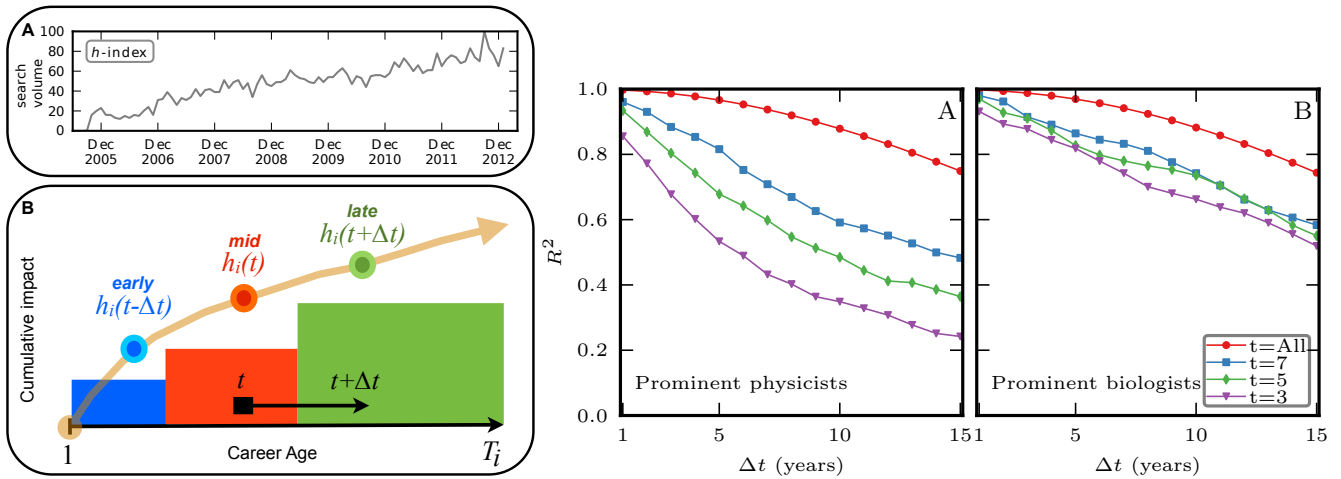 A
h-index
search
volume
100
80
60
40
20
0
Dec
2005
Dec
2006
Dec
2007
Dec
2008
Dec
2009
Dec
2010
Dec
2011
Dec
2012
B
Cumulative impact
early
h_i(t-Δt)
mid
h_i(t)
late
h_i(t+Δt)
t
t+Δt
1
Career Age
T_i
R²
1.0
0.8
0.6
0.4
0.2
0.0
A
Prominent physicists
1 5 10 15
Δt (years)
B
Prominent biologists
t=All
t=7
t=5
t=3
1 5 10 15
Δt (years)